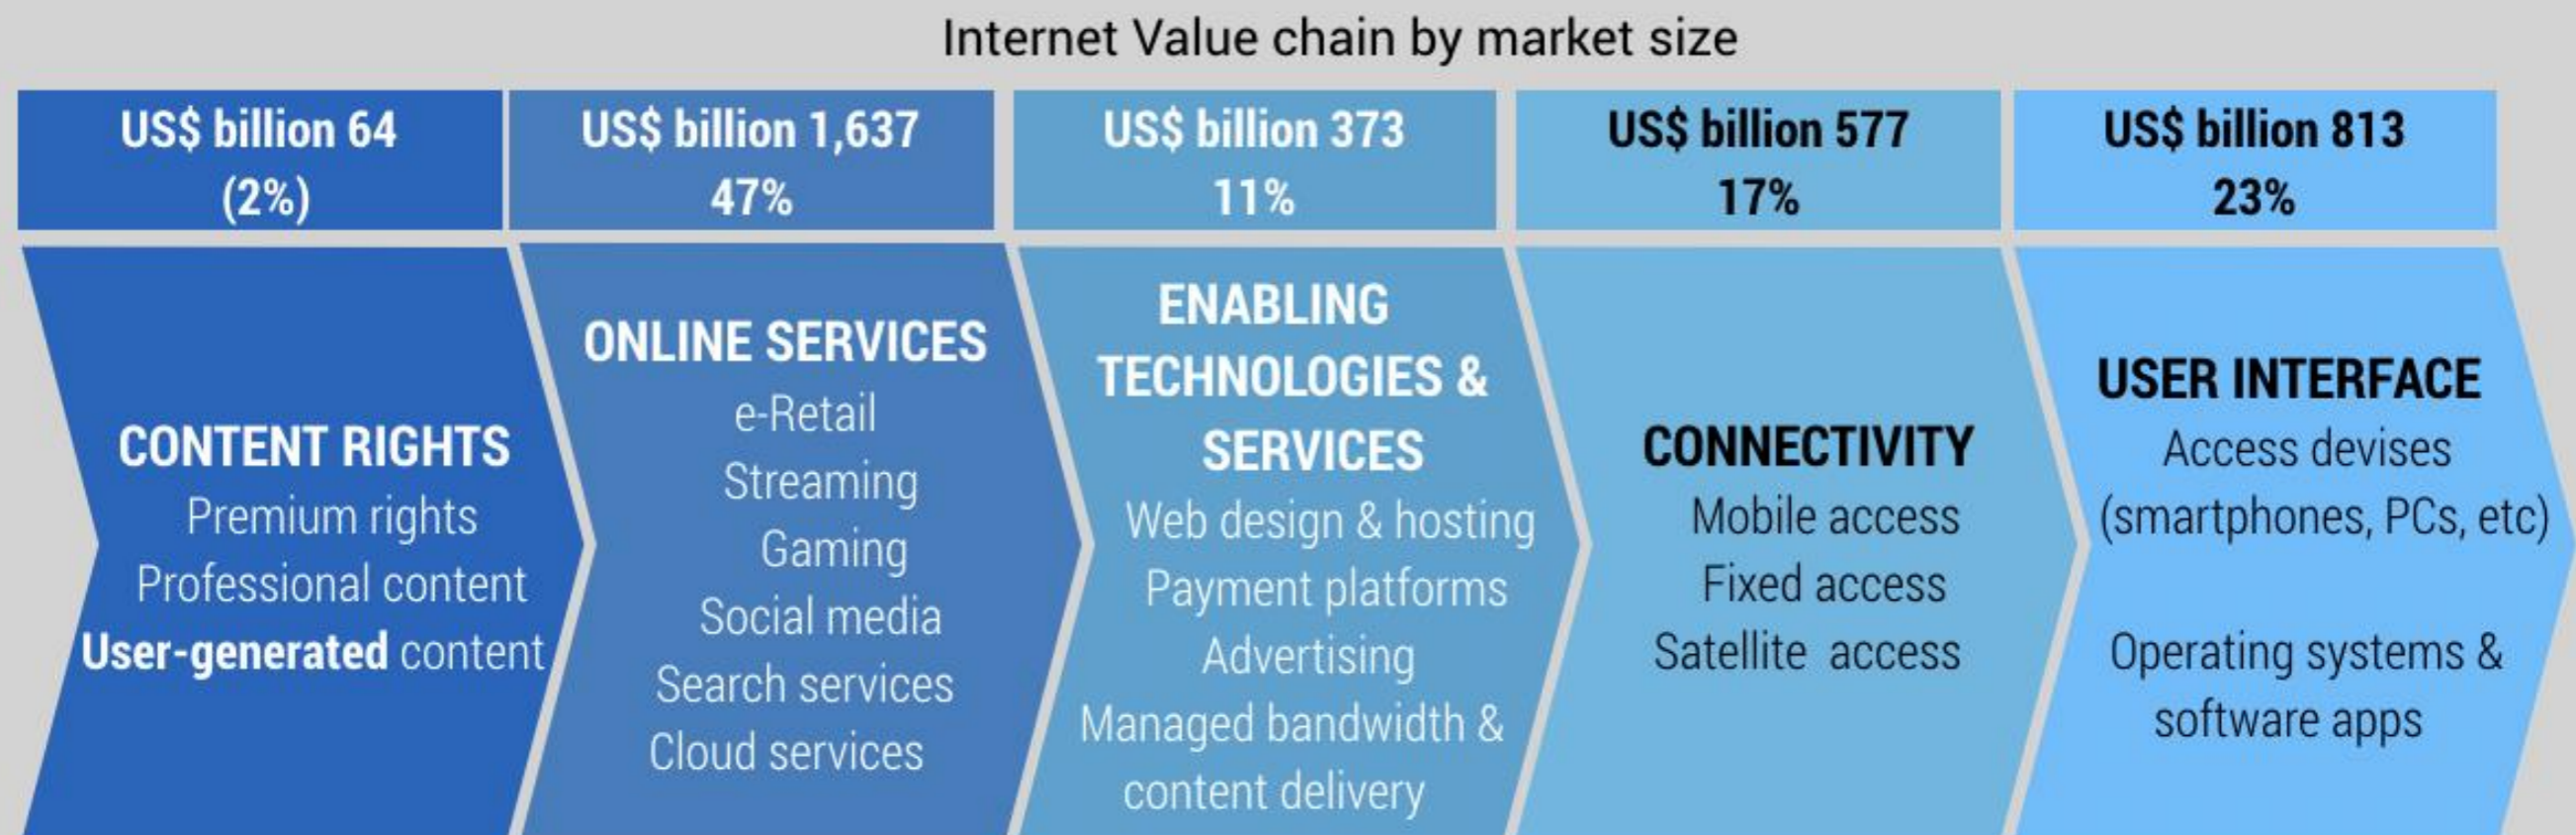 Internet Value chain by market size
US$ billion 64
(2%)
US$ billion 1,637
47%
US$ billion 373
11%
US$ billion 577
17%
US$ billion 813
23%
CONTENT RIGHTS
Premium rights
Professional content
User-generated content
ONLINE SERVICES
e-Retail
Streaming
Gaming
Social media
Search services
Cloud services
ENABLING
TECHNOLOGIES &
SERVICES
Web design & hosting
Payment platforms
Advertising
Managed bandwidth &
content delivery
CONNECTIVITY
Mobile access
Fixed access
Satellite access
USER INTERFACE
Access devises
(smartphones, PCs, etc)
Operating systems &
software apps